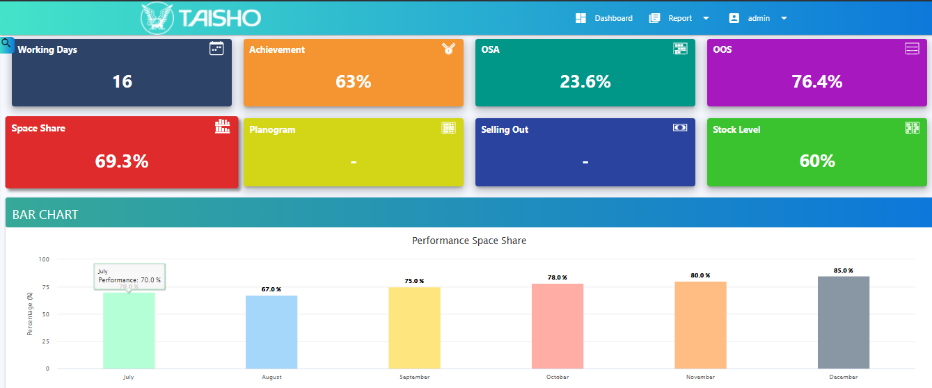 TAISHO
Dashboard
Report
admin
Working Days
16
Achievement
63%
OSA
23.6%
OOS
76.4%
Space Share
69.3%
Planogram
-
Selling Out
-
Stock Level
60%
BAR CHART
Performance Space Share
Percentage (%)
100
75
50
25
0
July
Performance: 70.0 %
67.0 %
75.0 %
78.0 %
80.0 %
85.0 %
July
August
September
October
November
December